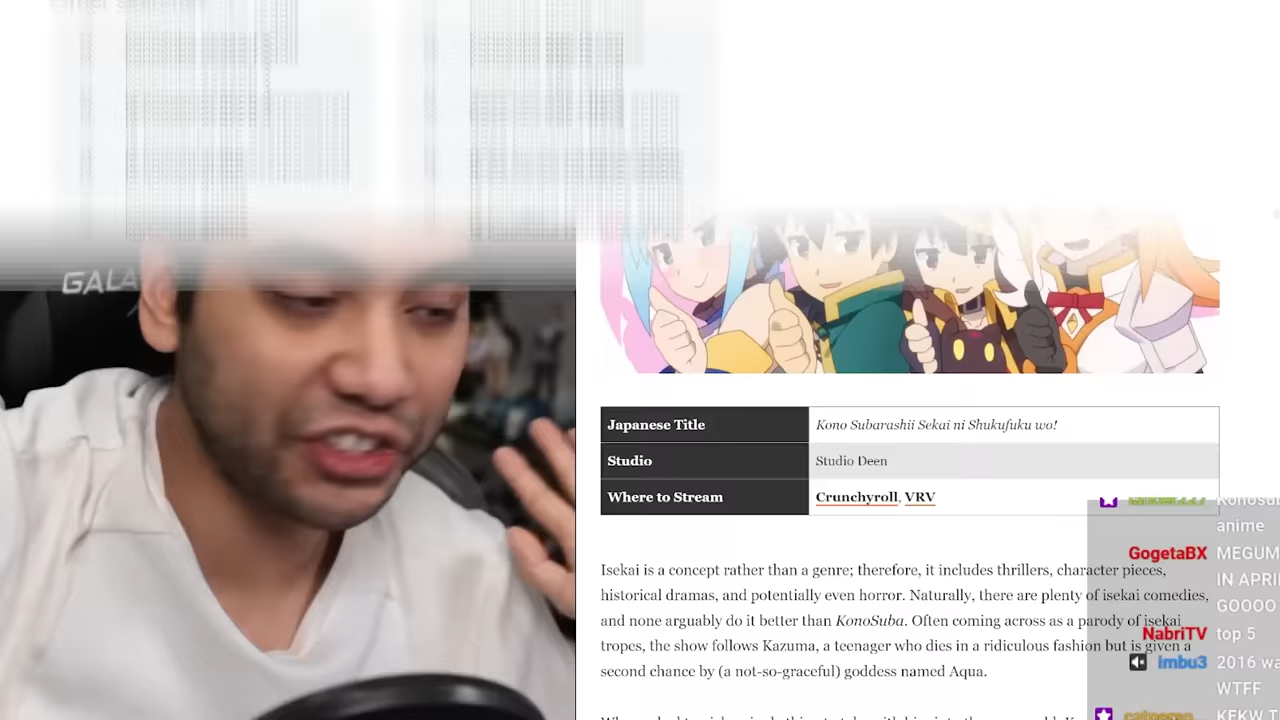 GALA
Japanese Title Kono Subarashii Sekai ni Shukufuku wo!
Studio Studio Deen
Where to Stream Crunchyroll, VRV
Isekai is a concept rather than a genre; therefore, it includes thrillers, character pieces,
historical dramas, and potentially even horror. Naturally, there are plenty of isekai comedies,
and none arguably do it better than KonoSuba. Often coming across as a parody of isekai
tropes, the show follows Kazuma, a teenager who dies in a ridiculous fashion but is given a
second chance by (a not-so-graceful) goddess named Aqua.
anime
GogetaBX MEGUM
IN APRI
GOOOO
NabriTV top 5
imbu3 2016 wa
WTFF
KEKW T